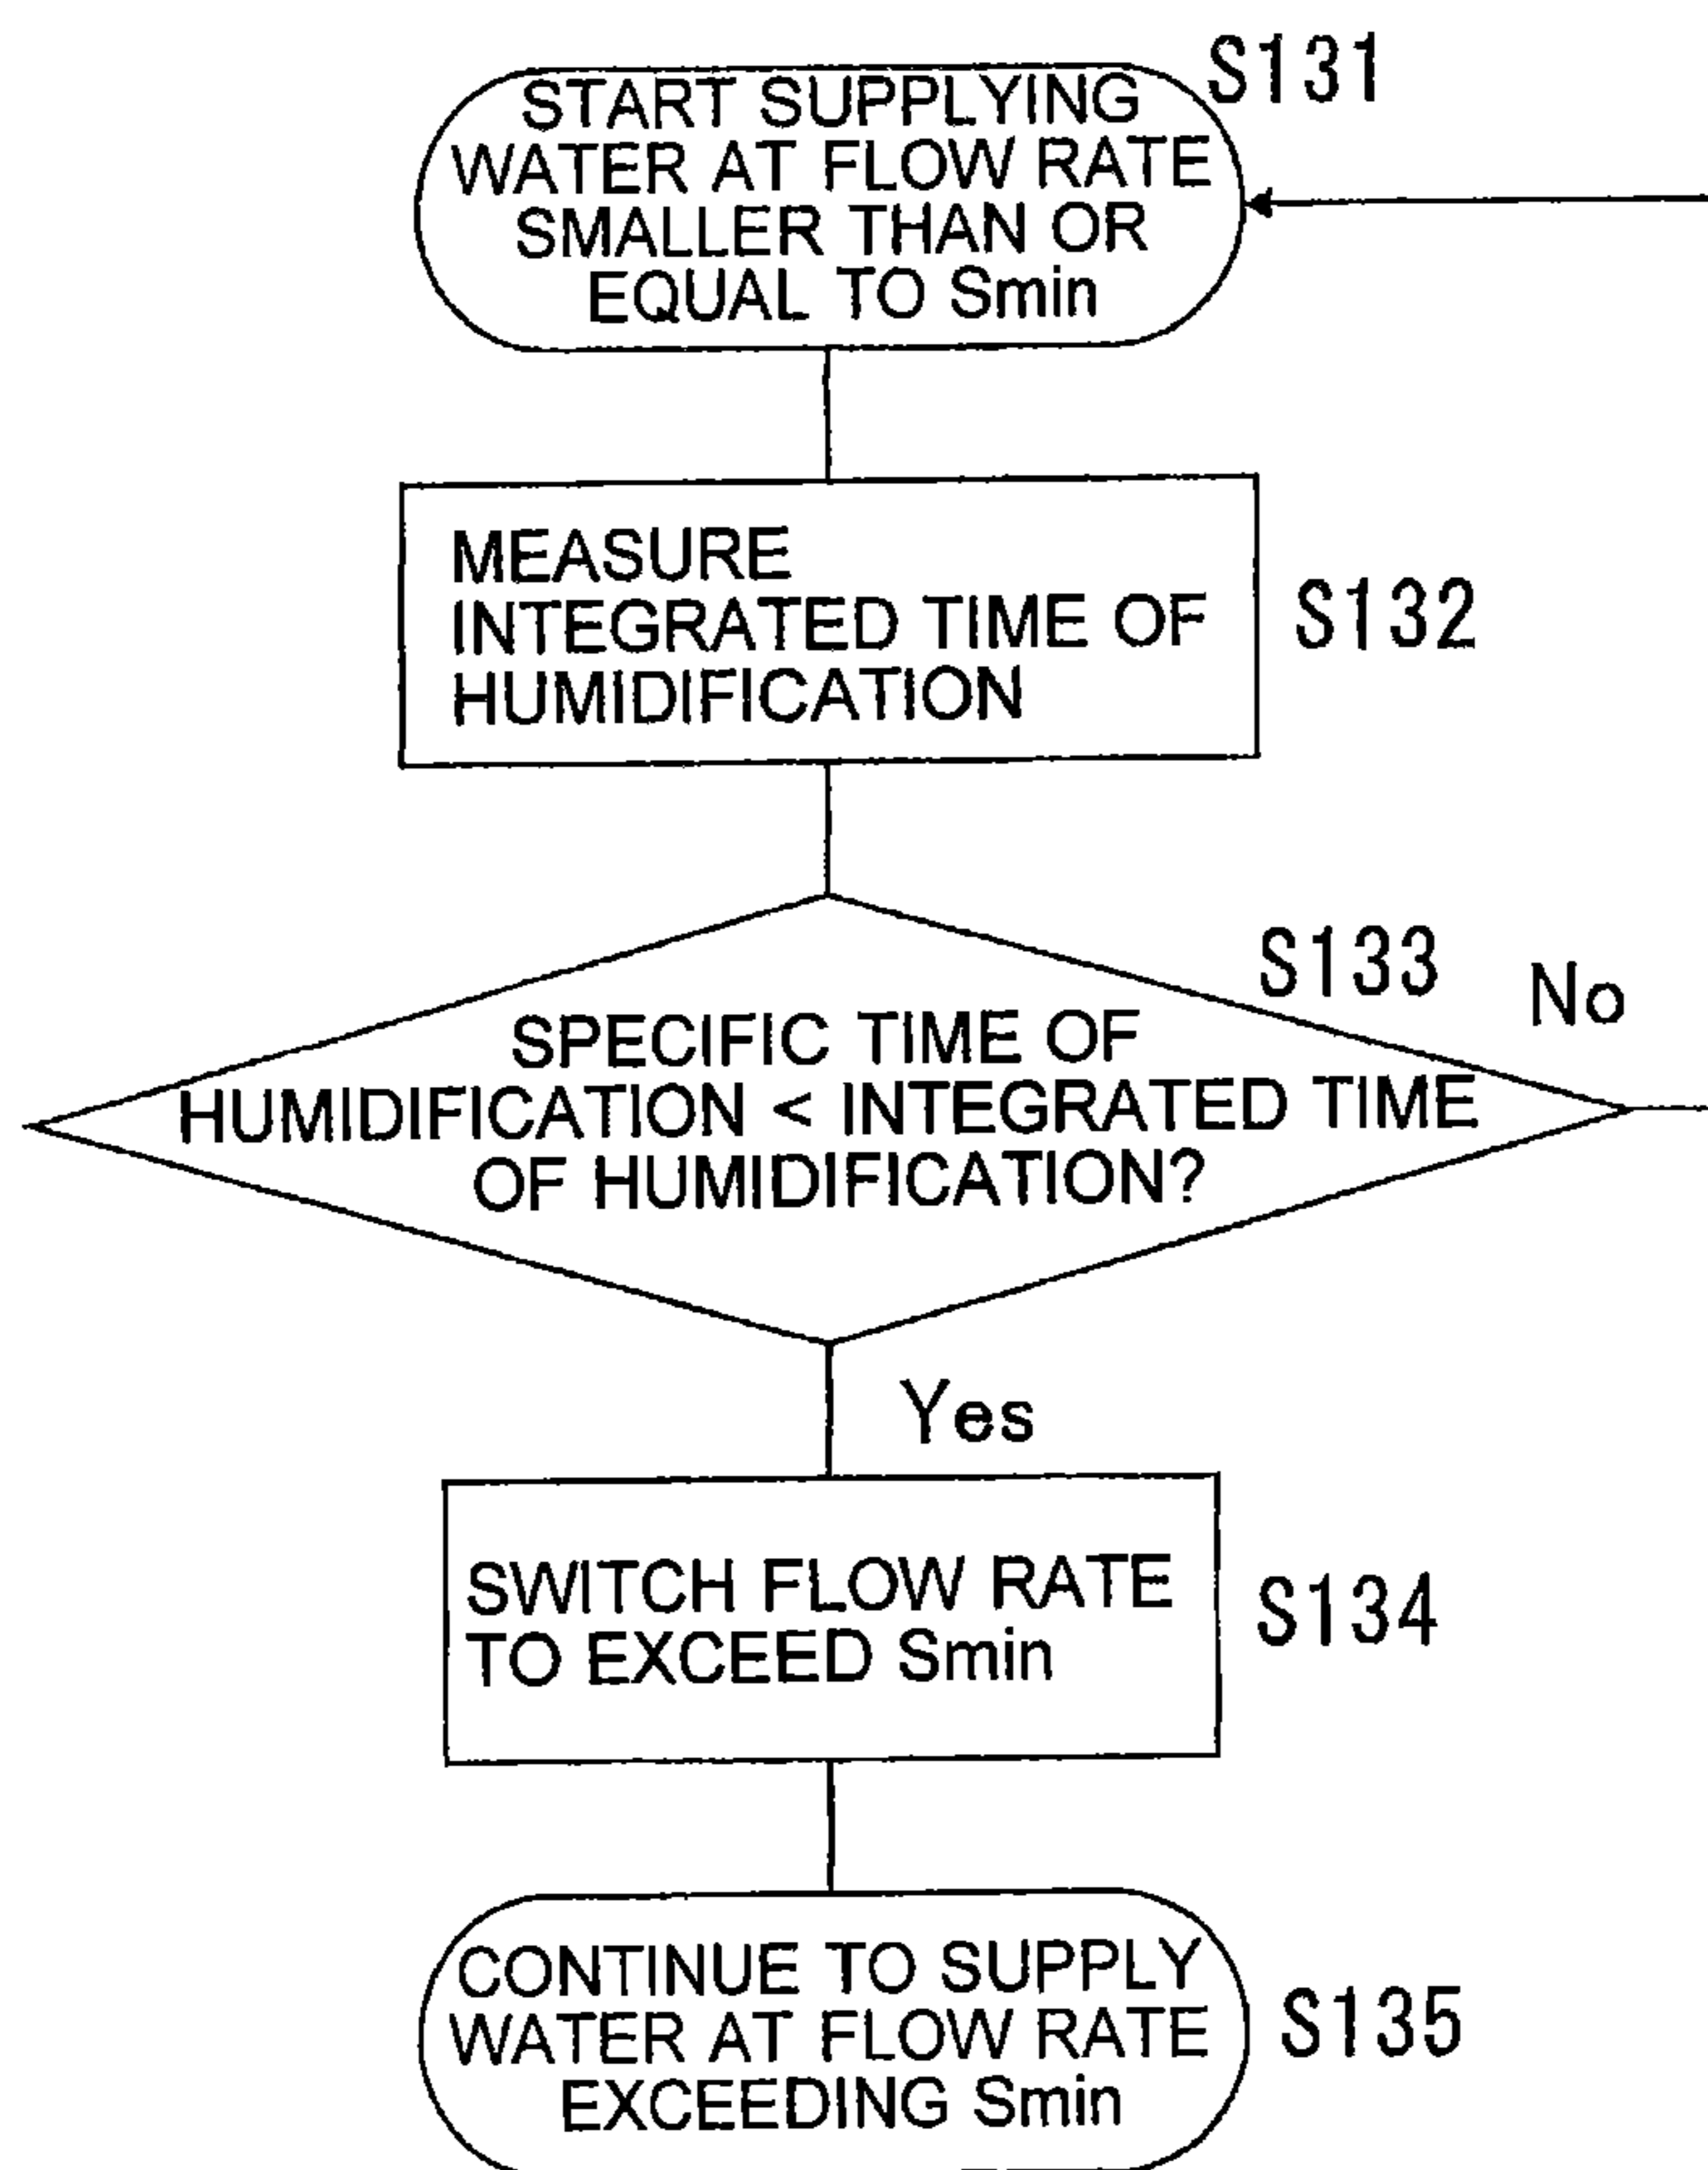 S131
START SUPPLYING
WATER AT FLOW RATE
SMALLER THAN OR
EQUAL TO Smin
MEASURE
INTEGRATED TIME OF
HUMIDIFICATION
S132
S133
No
SPECIFIC TIME OF
HUMIDIFICATION < INTEGRATED TIME
OF HUMIDIFICATION?
Yes
SWITCH FLOW RATE
TO EXCEED Smin
S134
CONTINUE TO SUPPLY
WATER AT FLOW RATE
EXCEEDING Smin
S135